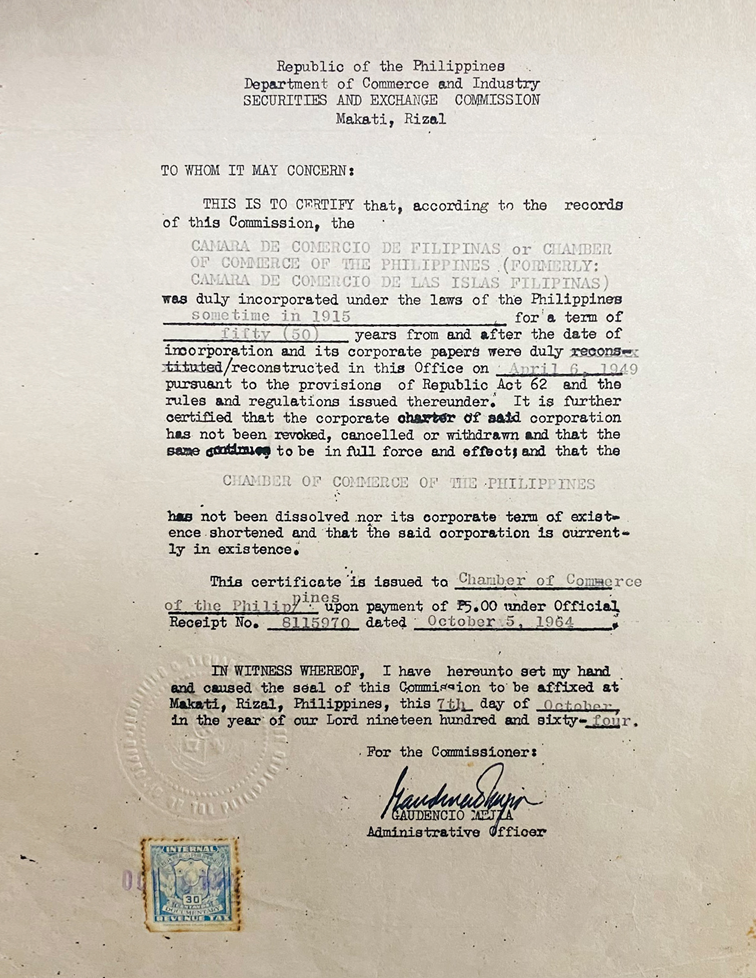 Republic of the Philippines
Department of Commerce and Industry
SECURITIES AND EXCHANGE COMMISSION
Makati, Rizal
TO WHOM IT MAY CONCERN:
THIS IS TO CERTIFY that, according to the records
of this Commission, the
CAMARA DE COMERCIO DE FILIPINAS or CHAMBER
OF COMMERCE OF THE PHILIPPINES (FORMERLY:
CAMARA DE COMERCIO DE LAS ISLAS FILIPINAS)
was duly incorporated under the laws of the Philippines
sometime in 1915 for a term of
fifty (50) years from and after the date of
incorporation and its corporate papers were duly recons-
tituted/reconstructed in this Office on April 6, 1949
pursuant to the provisions of Republic Act 62 and the
rules and regulations issued thereunder. It is further
certified that the corporate charter of said corporation
has not been revoked, cancelled or withdrawn and that the
same continues to be in full force and effect; and that the
CHAMBER OF COMMERCE OF THE PHILIPPINES
has not been dissolved nor its corporate term of exist-
ence shortened and that the said corporation is current-
ly in existence.
This certificate is issued to Chamber of Commerce
of the Philippines upon payment of ₱5.00 under Official
Receipt No. 8115970 dated October 5, 1964.
IN WITNESS WHEREOF, I have hereunto set my hand
and caused the seal of this Commission to be affixed at
Makati, Rizal, Philippines, this 7th day of October,
in the year of our Lord nineteen hundred and sixty-four.
For the Commissioner:
GAUDENCIO MEJIA
Administrative Officer
INTERNAL
30
DOCUMENTARY
REVENUE TAX